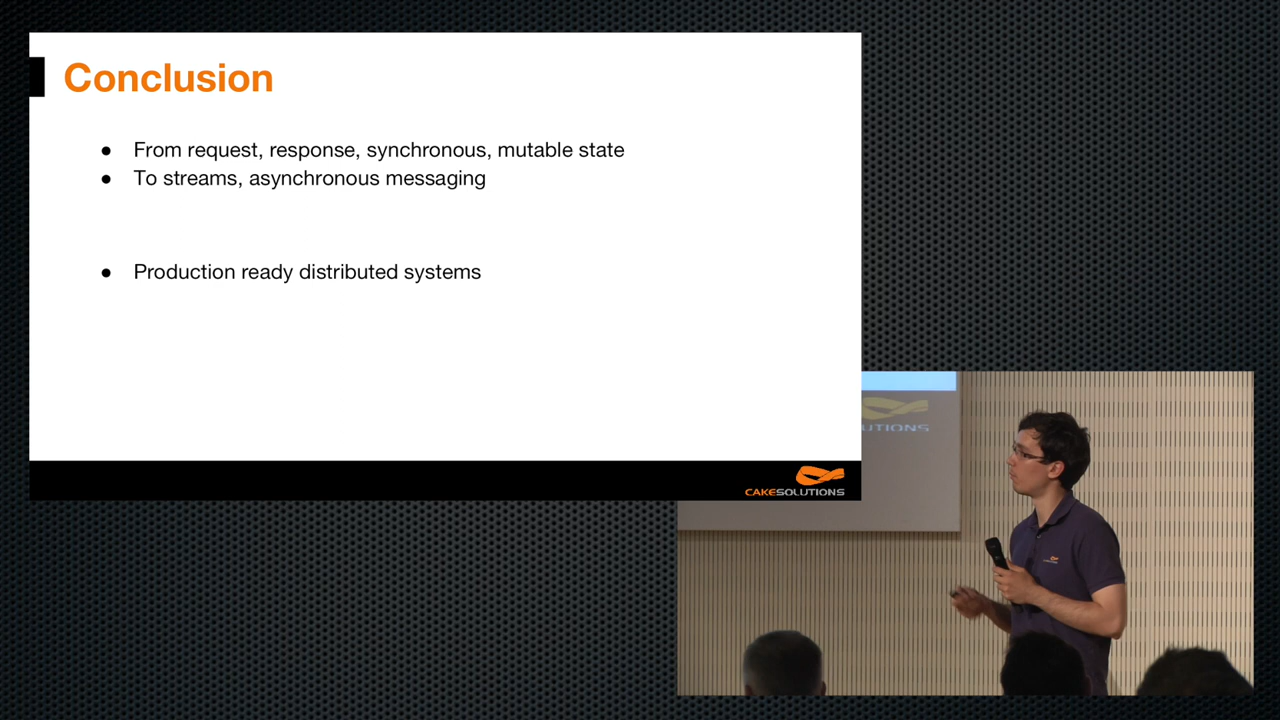 Conclusion
● From request, response, synchronous, mutable state
● To streams, asynchronous messaging
● Production ready distributed systems
CAKESOLUTIONS
UTIONS